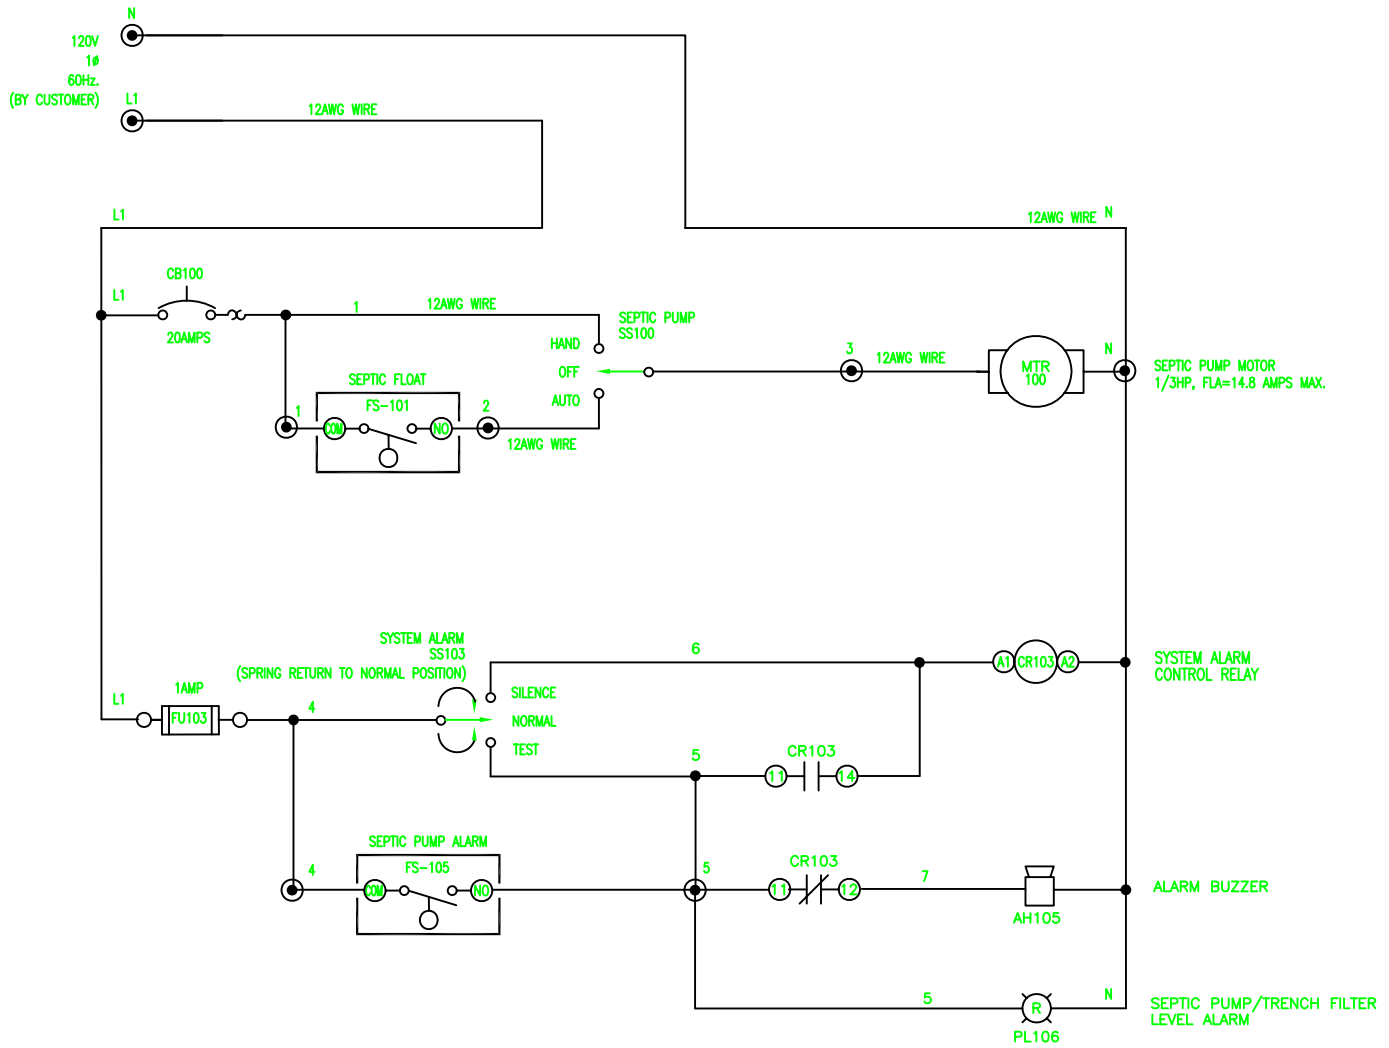 N
120V
1ø
60Hz.
(BY CUSTOMER)
L1
12AWG WIRE
L1
12AWG WIRE
N
CB100
L1
20AMPS
1
12AWG WIRE
SEPTIC PUMP
SS100
HAND
OFF
AUTO
3
12AWG WIRE
MTR
100
N
SEPTIC PUMP MOTOR
1/3HP, FLA=14.8 AMPS MAX.
SEPTIC FLOAT
FS-101
1
COM
NO
2
12AWG WIRE
SYSTEM ALARM
SS103
(SPRING RETURN TO NORMAL POSITION)
6
A1
CR103
A2
SYSTEM ALARM
CONTROL RELAY
L1
1AMP
FU103
4
SILENCE
NORMAL
TEST
5
CR103
11
14
SEPTIC PUMP ALARM
FS-105
4
COM
NO
5
CR103
11
12
7
AH105
ALARM BUZZER
5
R
PL106
N
SEPTIC PUMP/TRENCH FILTER
LEVEL ALARM